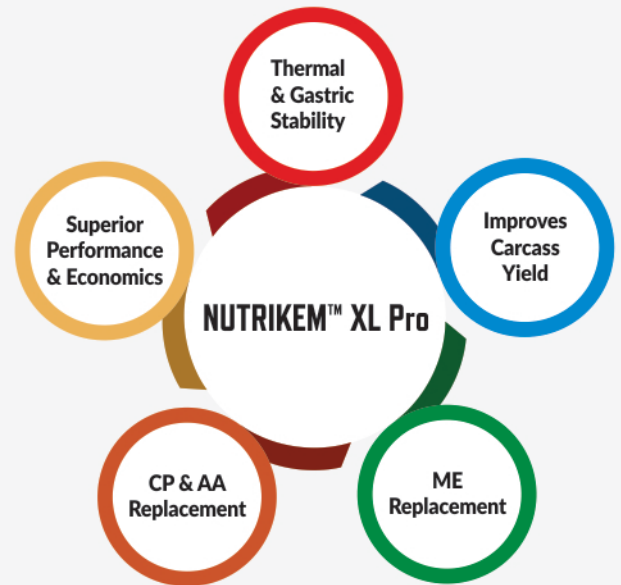 Thermal
& Gastric
Stability
Superior
Performance
& Economics
Improves
Carcass
Yield
NUTRIKEM™ XL Pro
CP & AA
Replacement
ME
Replacement